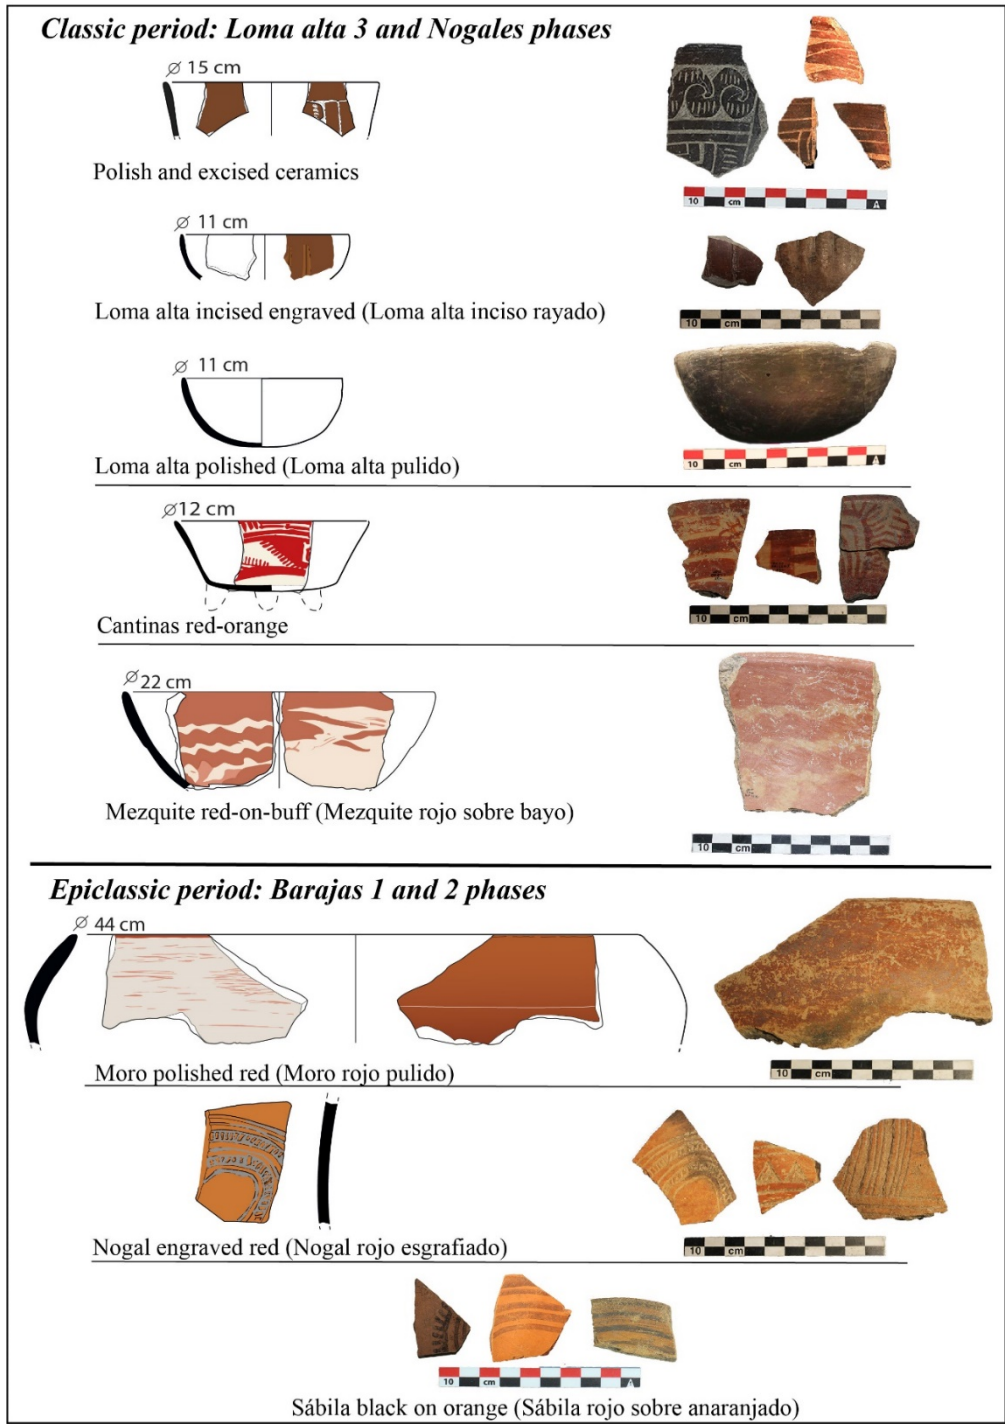 Classic period: Loma alta 3 and Nogales phases
Ø 15 cm
Polish and excised ceramics
10 cm A
Ø 11 cm
Loma alta incised engraved (Loma alta inciso rayado)
10 cm
Ø 11 cm
Loma alta polished (Loma alta pulido)
10 cm A
Ø12 cm
Cantinas red-orange
10 cm
Ø 22 cm
Mezquite red-on-buff (Mezquite rojo sobre bayo)
10 cm
Epiclassic period: Barajas 1 and 2 phases
Ø 44 cm
Moro polished red (Moro rojo pulido)
10 cm
Nogal engraved red (Nogal rojo esgrafiado)
10 cm
10 cm A
Sábila black on orange (Sábila rojo sobre anaranjado)